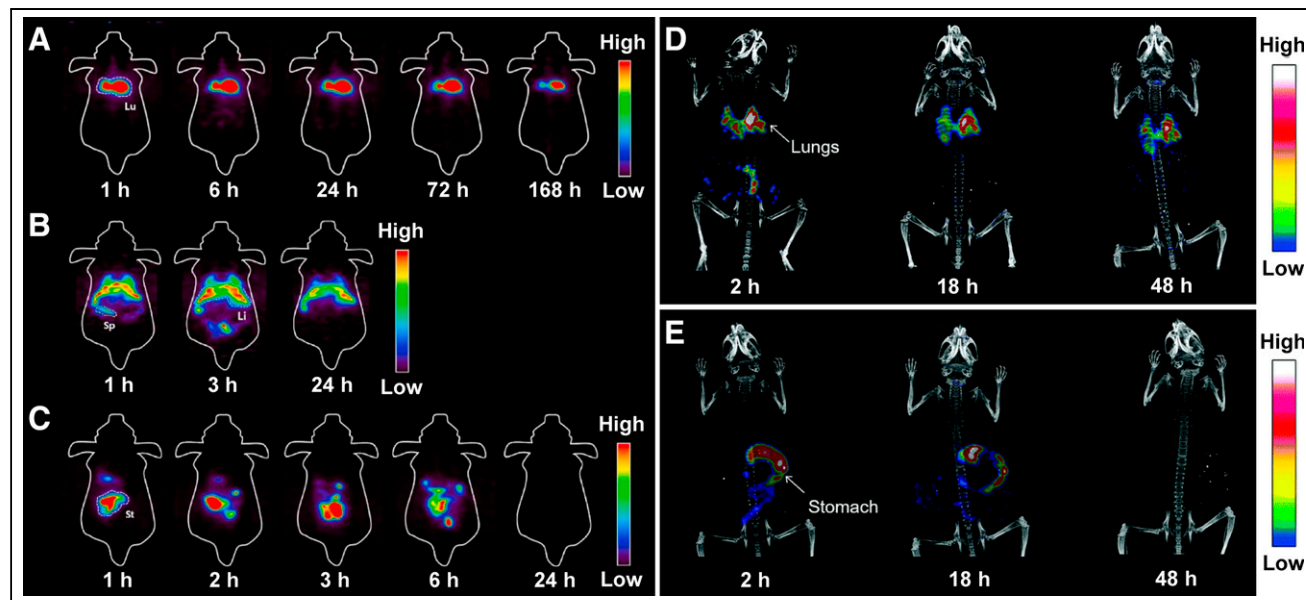 A
High
Lu
Low
1 h
6 h
24 h
72 h
168 h
B
High
Sp
Li
Low
1 h
3 h
24 h
C
High
St
Low
1 h
2 h
3 h
6 h
24 h
D
High
Lungs
Low
2 h
18 h
48 h
E
High
Stomach
Low
2 h
18 h
48 h